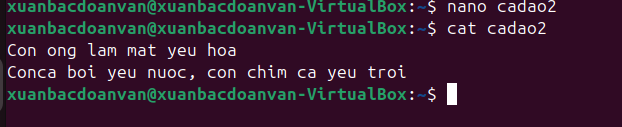 xuanbacdoanvan@xuanbacdoanvan-VirtualBox:~$ nano cadao2
xuanbacdoanvan@xuanbacdoanvan-VirtualBox:~$ cat cadao2
Con ong lam mat yeu hoa
Conca boi yeu nuoc, con chim ca yeu troi
xuanbacdoanvan@xuanbacdoanvan-VirtualBox:~$